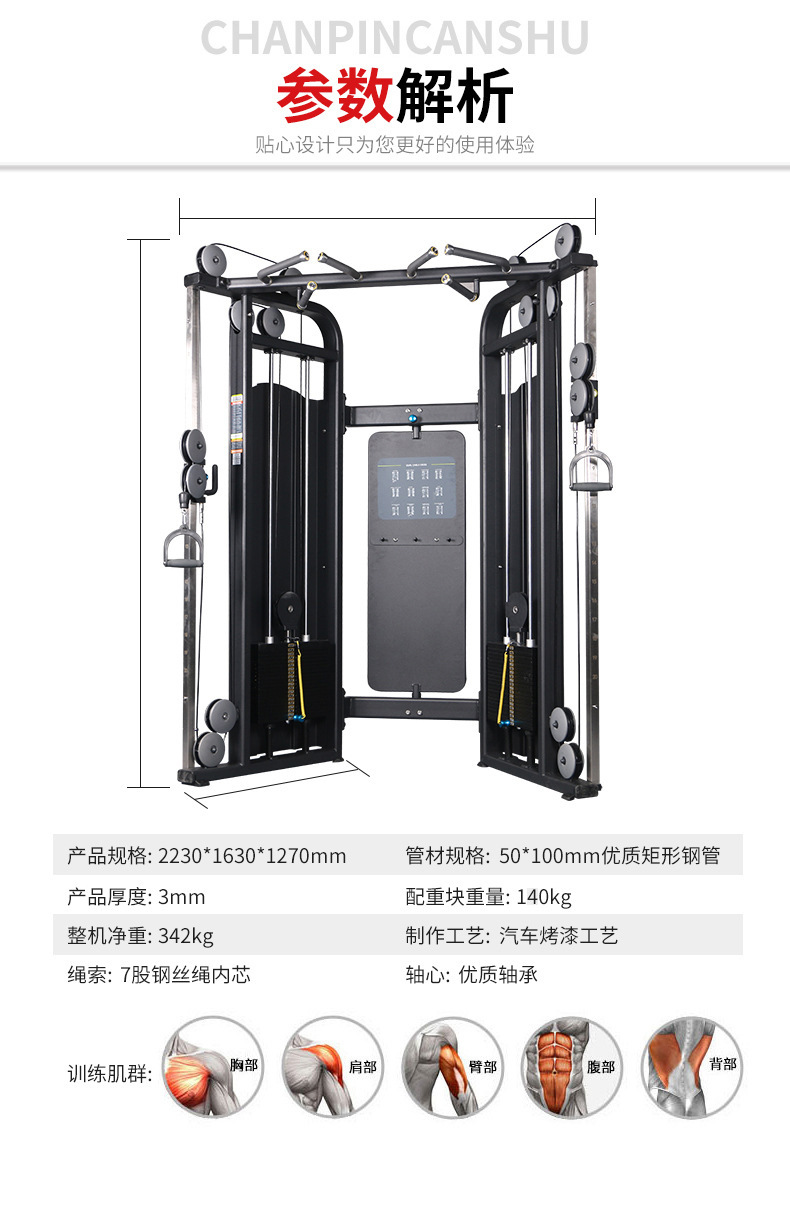 CHANPINCANSHU
参数解析
贴心设计只为您更好的使用体验
产品规格: 2230*1630*1270mm
管材规格: 50*100mm优质矩形钢管
产品厚度: 3mm
配重块重量: 140kg
整机净重: 342kg
制作工艺: 汽车烤漆工艺
绳索: 7股钢丝绳内芯
轴心: 优质轴承
训练肌群:
胸部
肩部
臂部
腹部
背部